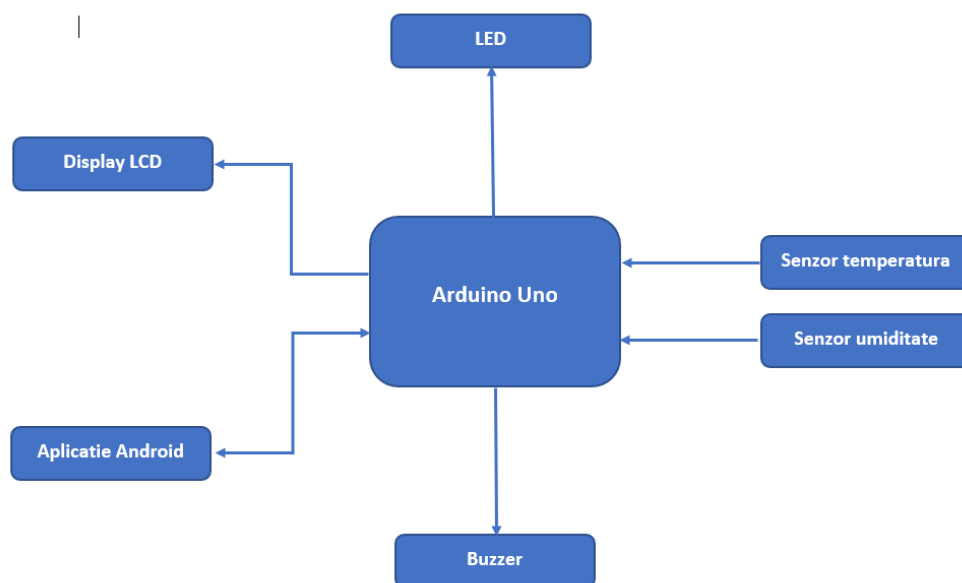 LED
Display LCD
Arduino Uno
Senzor temperatura
Senzor umiditate
Aplicatie Android
Buzzer